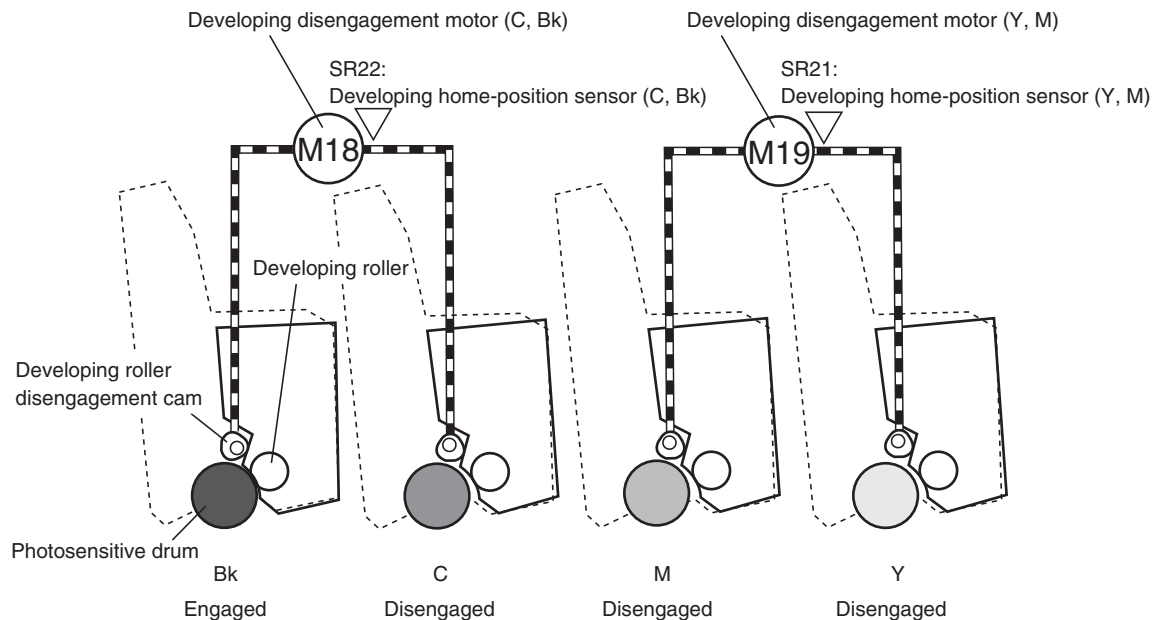 Developing disengagement motor (C, Bk)
Developing disengagement motor (Y, M)
SR22:
Developing home-position sensor (C, Bk)
SR21:
Developing home-position sensor (Y, M)
M18
M19
Developing roller
Developing roller
disengagement cam
Photosensitive drum
Bk
C
M
Y
Engaged
Disengaged
Disengaged
Disengaged